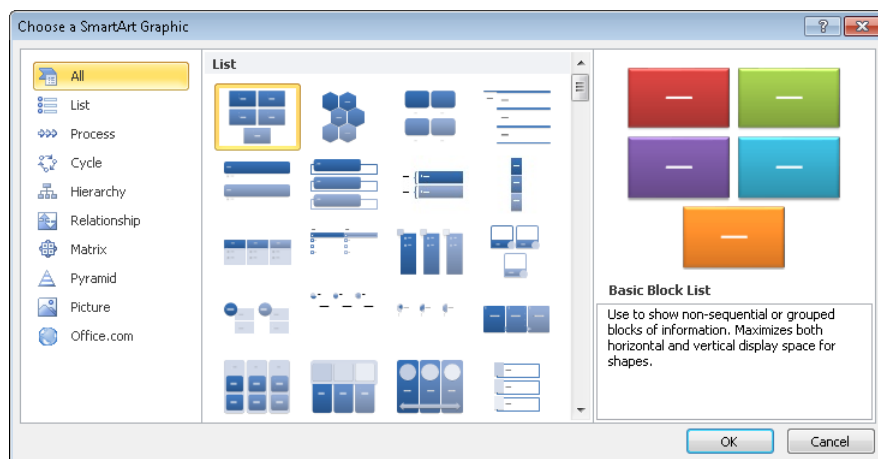 Choose a SmartArt Graphic
All
List
Process
Cycle
Hierarchy
Relationship
Matrix
Pyramid
Picture
Office.com
List
Basic Block List
Use to show non-sequential or grouped
blocks of information. Maximizes both
horizontal and vertical display space for
shapes.
OK
Cancel